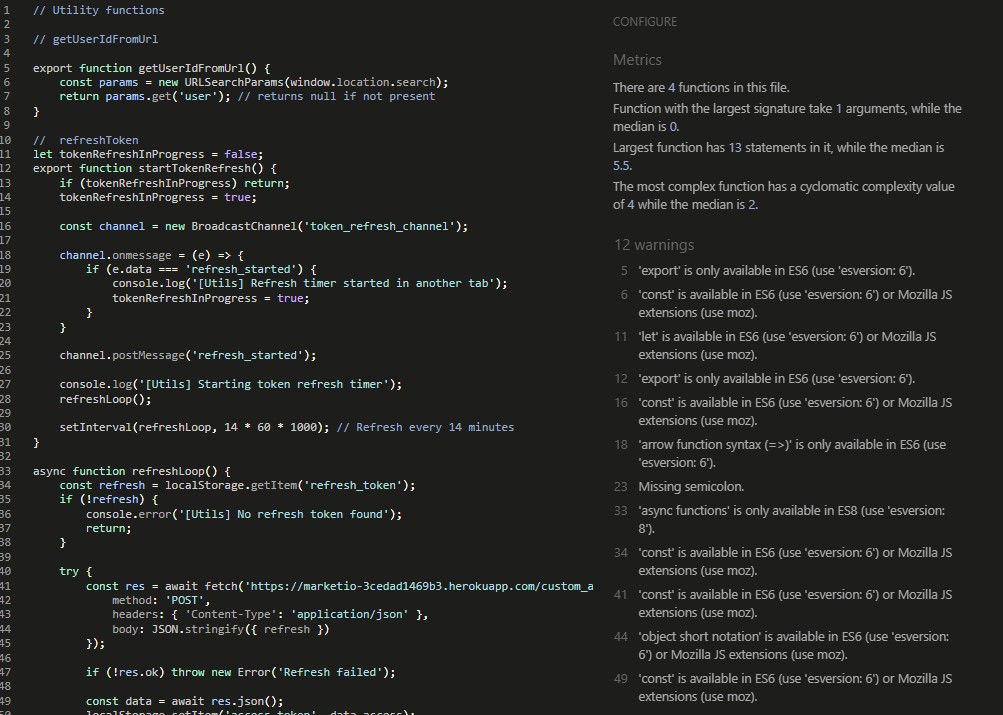 1 // Utility functions
2
3 // getUserIdFromUrl
4
5 export function getUserIdFromUrl() {
6     const params = new URLSearchParams(window.location.search);
7     return params.get('user'); // returns null if not present
8 }
9
10 //  refreshToken
11 let tokenRefreshInProgress = false;
12 export function startTokenRefresh() {
13     if (tokenRefreshInProgress) return;
14     tokenRefreshInProgress = true;
15
16     const channel = new BroadcastChannel('token_refresh_channel');
17
18     channel.onmessage = (e) => {
19         if (e.data === 'refresh_started') {
20             console.log('[Utils] Refresh timer started in another tab');
21             tokenRefreshInProgress = true;
22         }
23     }
24
25     channel.postMessage('refresh_started');
26
27     console.log('[Utils] Starting token refresh timer');
28     refreshLoop();
29
30     setInterval(refreshLoop, 14 * 60 * 1000); // Refresh every 14 minutes
31 }
32
33 async function refreshLoop() {
34     const refresh = localStorage.getItem('refresh_token');
35     if (!refresh) {
36         console.error('[Utils] No refresh token found');
37         return;
38     }
39
40     try {
41         const res = await fetch('https://marketio-3cedad1469b3.herokuapp.com/custom_a
42             method: 'POST',
43             headers: { 'Content-Type': 'application/json' },
44             body: JSON.stringify({ refresh })
45         });
46
47         if (!res.ok) throw new Error('Refresh failed');
48
49         const data = await res.json();
50         localStorage.setItem('access_token', data.access);
CONFIGURE
Metrics
There are 4 functions in this file.
Function with the largest signature take 1 arguments, while the
median is 0.
Largest function has 13 statements in it, while the median is
5.5.
The most complex function has a cyclomatic complexity value
of 4 while the median is 2.
12 warnings
5 'export' is only available in ES6 (use 'esversion: 6').
6 'const' is available in ES6 (use 'esversion: 6') or Mozilla JS
extensions (use moz).
11 'let' is available in ES6 (use 'esversion: 6') or Mozilla JS
extensions (use moz).
12 'export' is only available in ES6 (use 'esversion: 6').
16 'const' is available in ES6 (use 'esversion: 6') or Mozilla JS
extensions (use moz).
18 'arrow function syntax (=>)' is only available in ES6 (use
'esversion: 6').
23 Missing semicolon.
33 'async functions' is only available in ES8 (use 'esversion:
8').
34 'const' is available in ES6 (use 'esversion: 6') or Mozilla JS
extensions (use moz).
41 'const' is available in ES6 (use 'esversion: 6') or Mozilla JS
extensions (use moz).
44 'object short notation' is available in ES6 (use 'esversion:
6') or Mozilla JS extensions (use moz).
49 'const' is available in ES6 (use 'esversion: 6') or Mozilla JS
extensions (use moz).